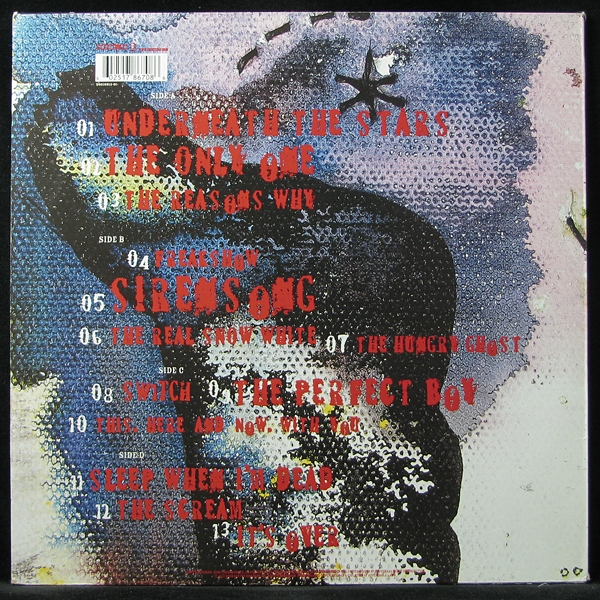 02517 86708
SIDE A
01 UNDERNEATH THE STARS
02 THE ONLY ONE
03 THE REASONS WHY
SIDE B
04 FREAKSHOW
05 SIRENSONG
06 THE REAL SNOW WHITE
07 THE HUNGRY GHOST
SIDE C
08 SWITCH
09 THE PERFECT BOY
10 THIS. HERE AND NOW. WITH YOU
SIDE D
11 SLEEP WHEN I'M DEAD
12 THE SCREAM
13 IT'S OVER